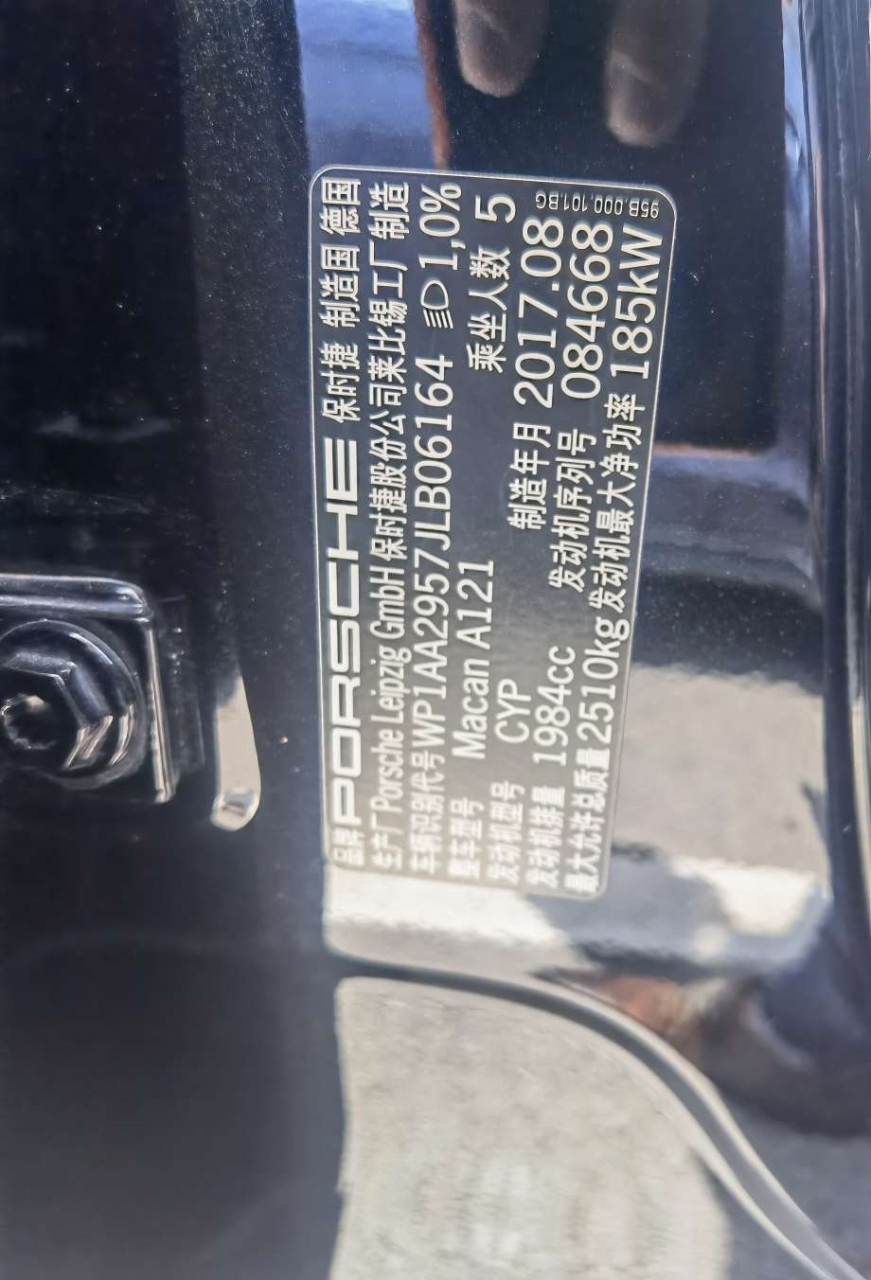 品牌 PORSCHE 保时捷 制造国 德国
生产厂 Porsche Leipzig GmbH 保时捷股份公司莱比锡工厂制造
车辆识别代号 WP1AA2957JLB06164 1,0%
整车型号 Macan A121 乘坐人数 5
发动机型号 CYP 制造年月 2017.08
发动机排量 1984cc 发动机序列号 084668
最大允许总质量 2510kg 发动机最大净功率 185kW
95B.000.101.BG